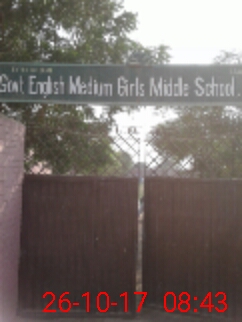 Govt. English Medium Girls Middle School.
26-10-17 08:43